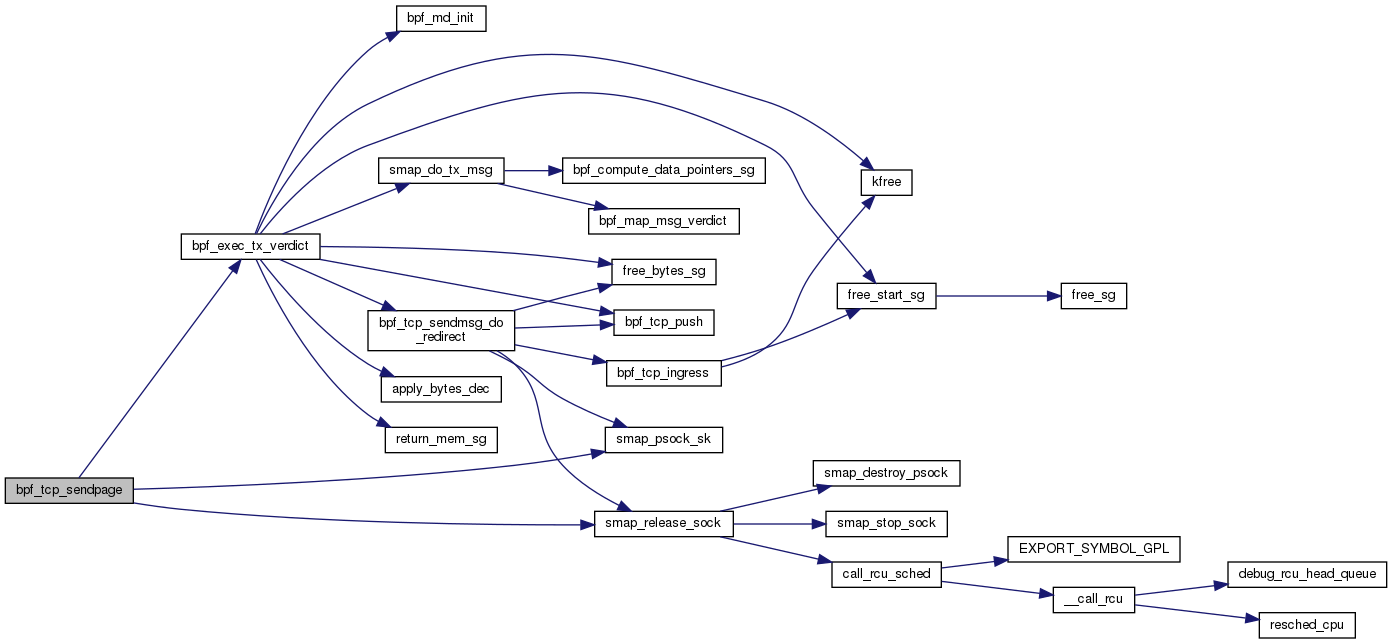 bpf_md_init
smap_do_tx_msg
bpf_compute_data_pointers_sg
kfree
bpf_map_msg_verdict
bpf_exec_tx_verdict
free_bytes_sg
free_start_sg
free_sg
bpf_tcp_sendmsg_do
_redirect
bpf_tcp_push
bpf_tcp_ingress
apply_bytes_dec
return_mem_sg
smap_psock_sk
smap_destroy_psock
bpf_tcp_sendpage
smap_release_sock
smap_stop_sock
EXPORT_SYMBOL_GPL
call_rcu_sched
debug_rcu_head_queue
__call_rcu
resched_cpu